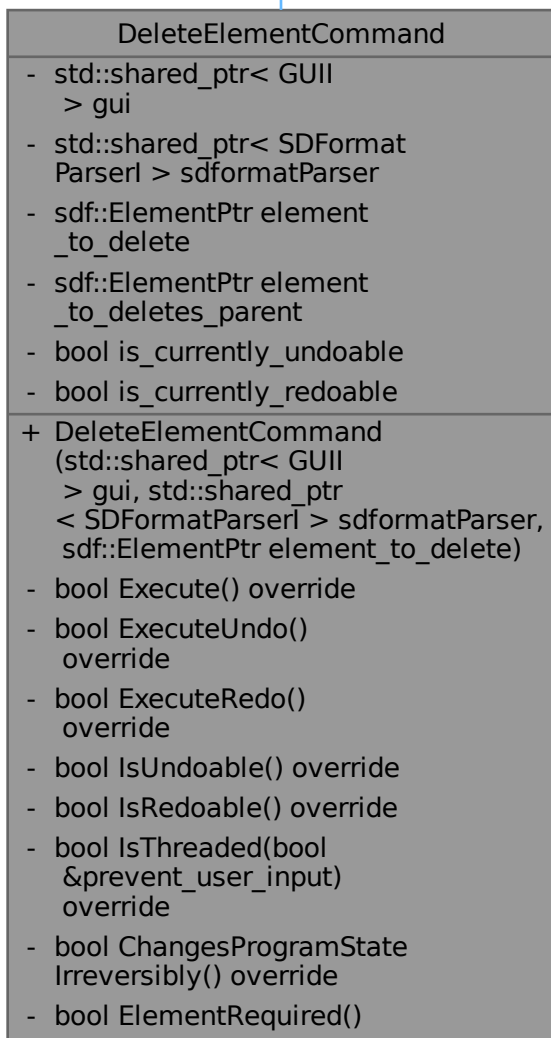 DeleteElementCommand
- std::shared_ptr< GUII
> gui
- std::shared_ptr< SDFormat
ParserI > sdformatParser
- sdf::ElementPtr element
_to_delete
- sdf::ElementPtr element
_to_deletes_parent
- bool is_currently_undoable
- bool is_currently_redoable
+ DeleteElementCommand
(std::shared_ptr< GUII
> gui, std::shared_ptr
< SDFormatParserI > sdformatParser,
sdf::ElementPtr element_to_delete)
- bool Execute() override
- bool ExecuteUndo()
override
- bool ExecuteRedo()
override
- bool IsUndoable() override
- bool IsRedoable() override
- bool IsThreaded(bool
&prevent_user_input)
override
- bool ChangesProgramState
Irreversibly() override
- bool ElementRequired()